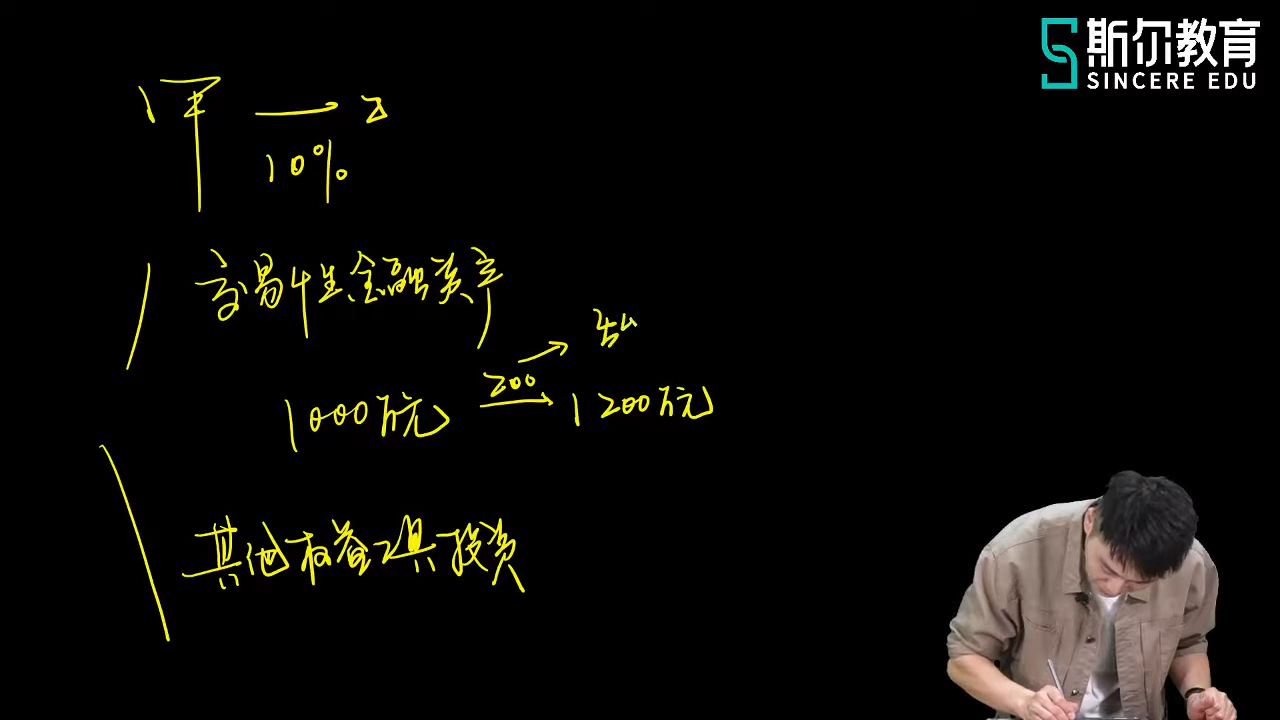 斯尔教育
SINCERE EDU
甲 → 乙
10%
交易性金融资产
200
1000万元 → 1200万元
其他权益工具投资